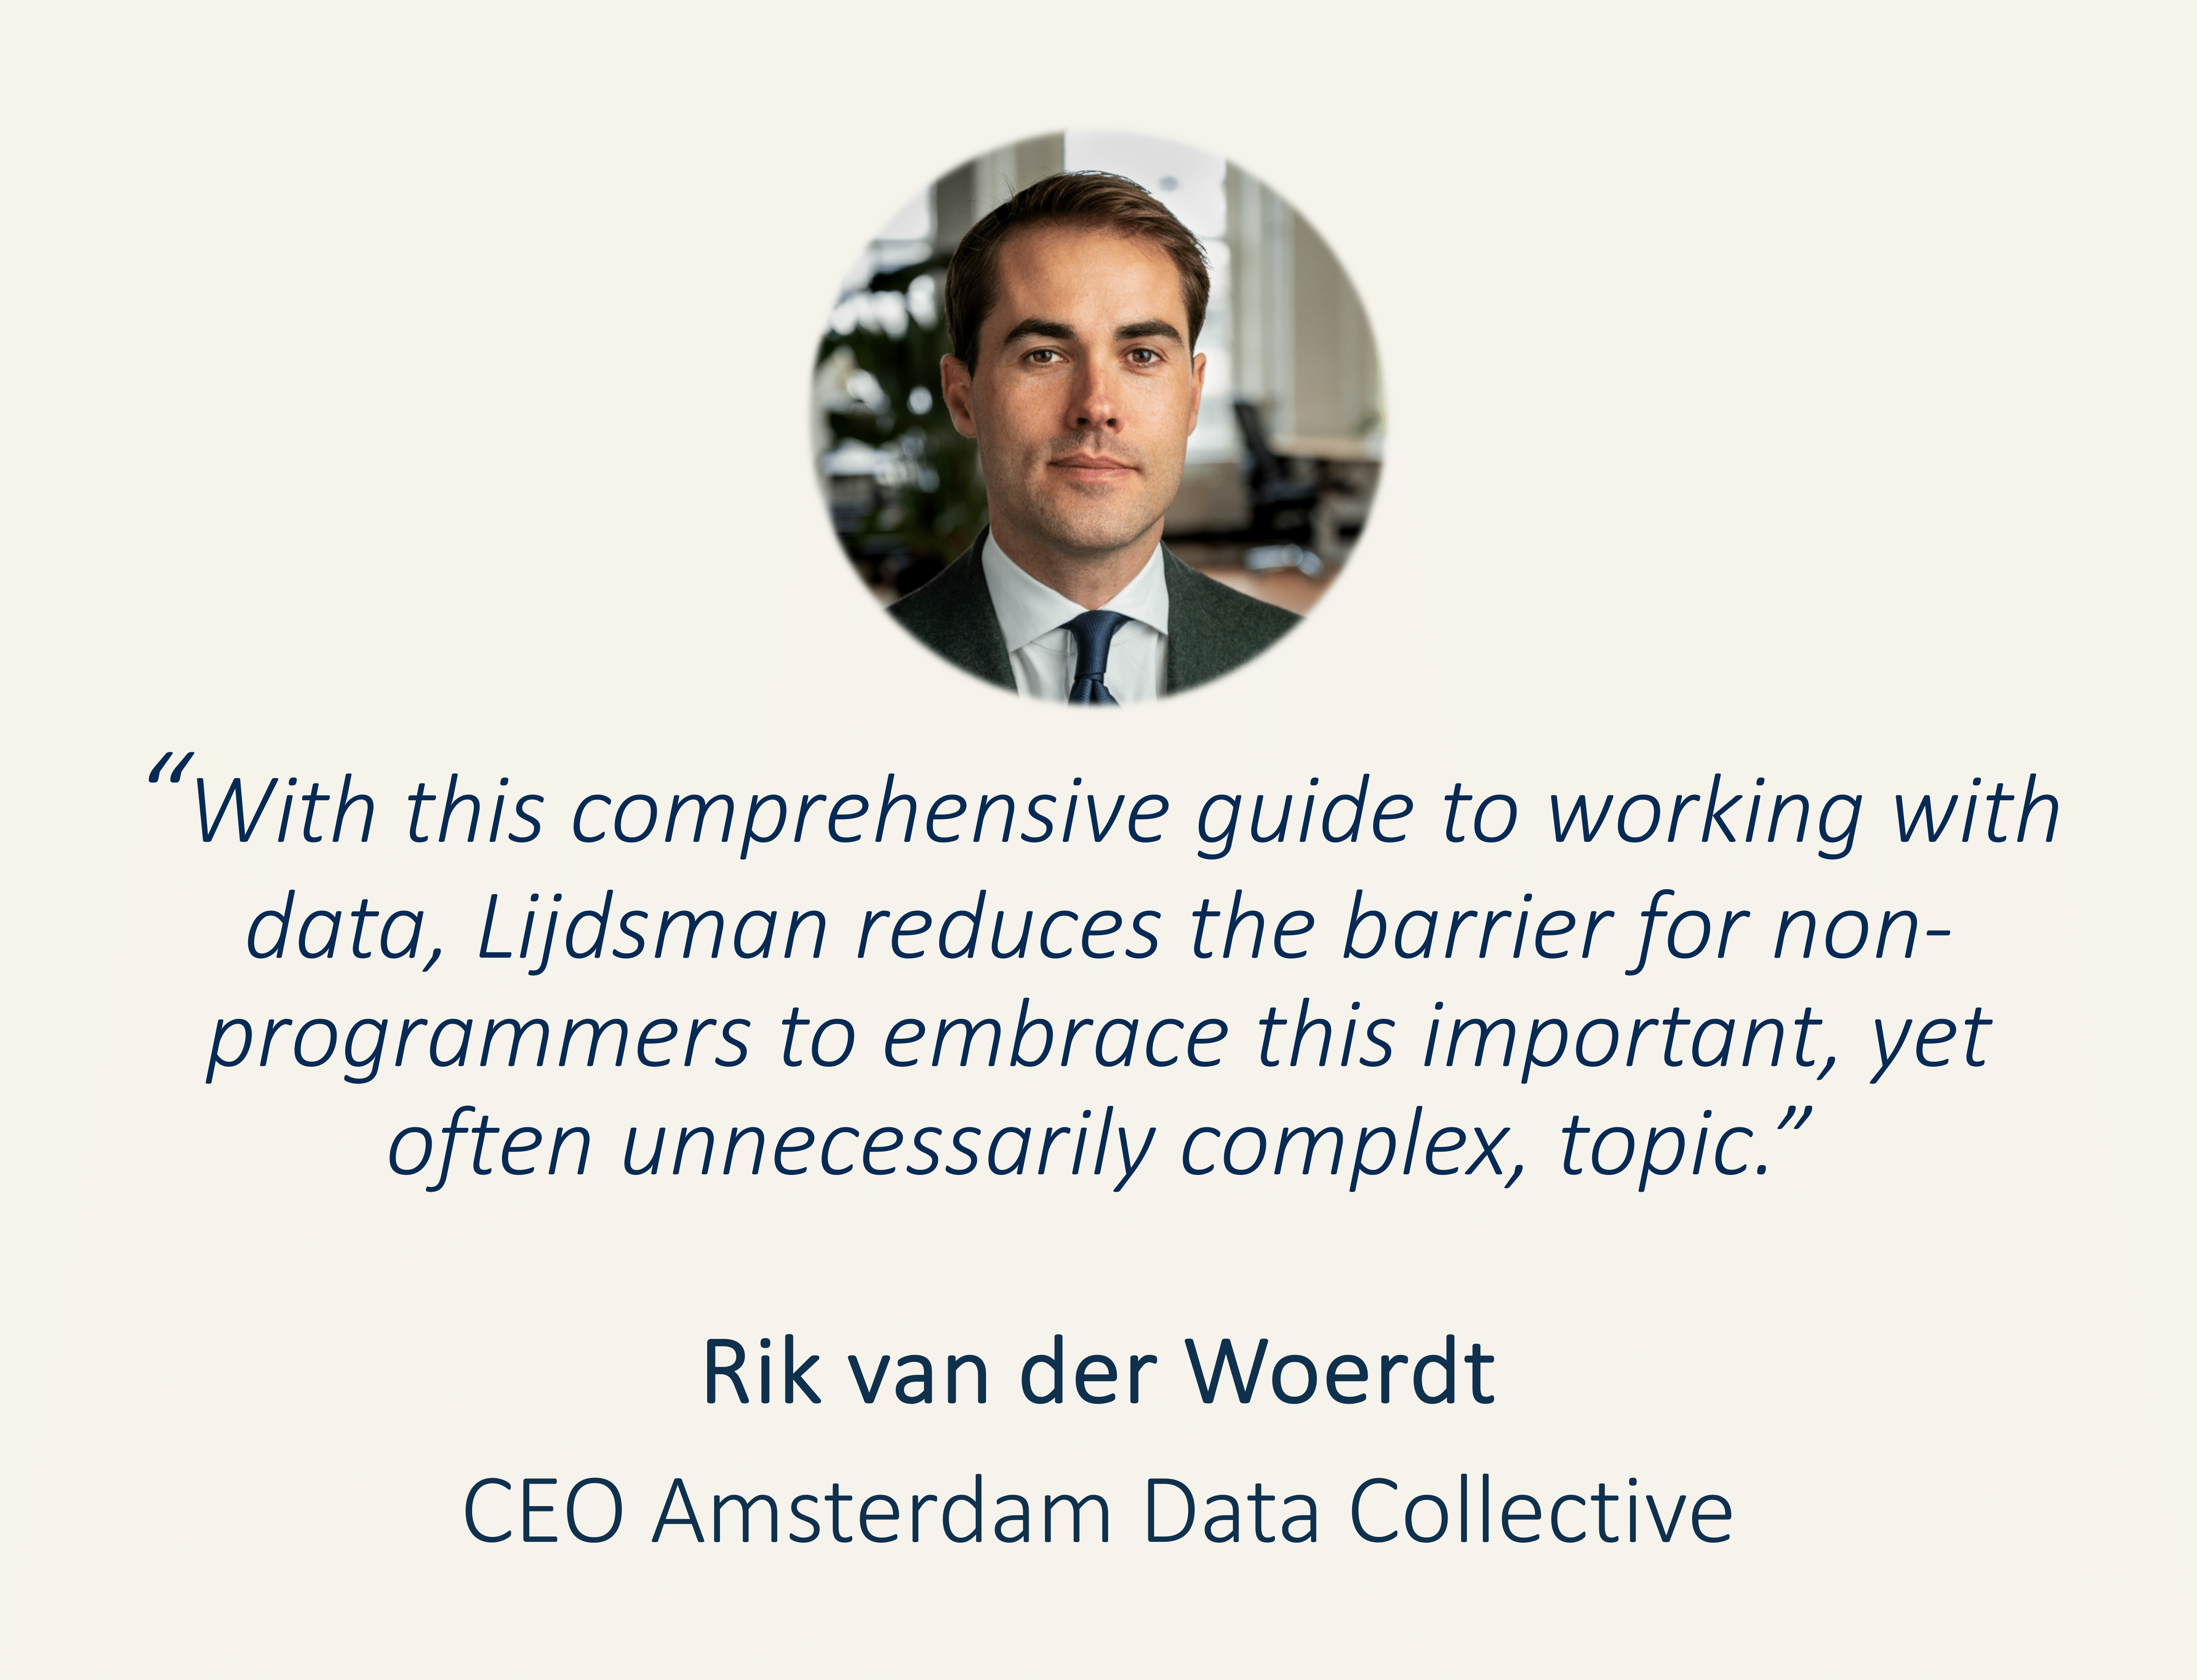 “With this comprehensive guide to working with
data, Lijdsman reduces the barrier for non-
programmers to embrace this important, yet
often unnecessarily complex, topic.”
Rik van der Woerdt
CEO Amsterdam Data Collective